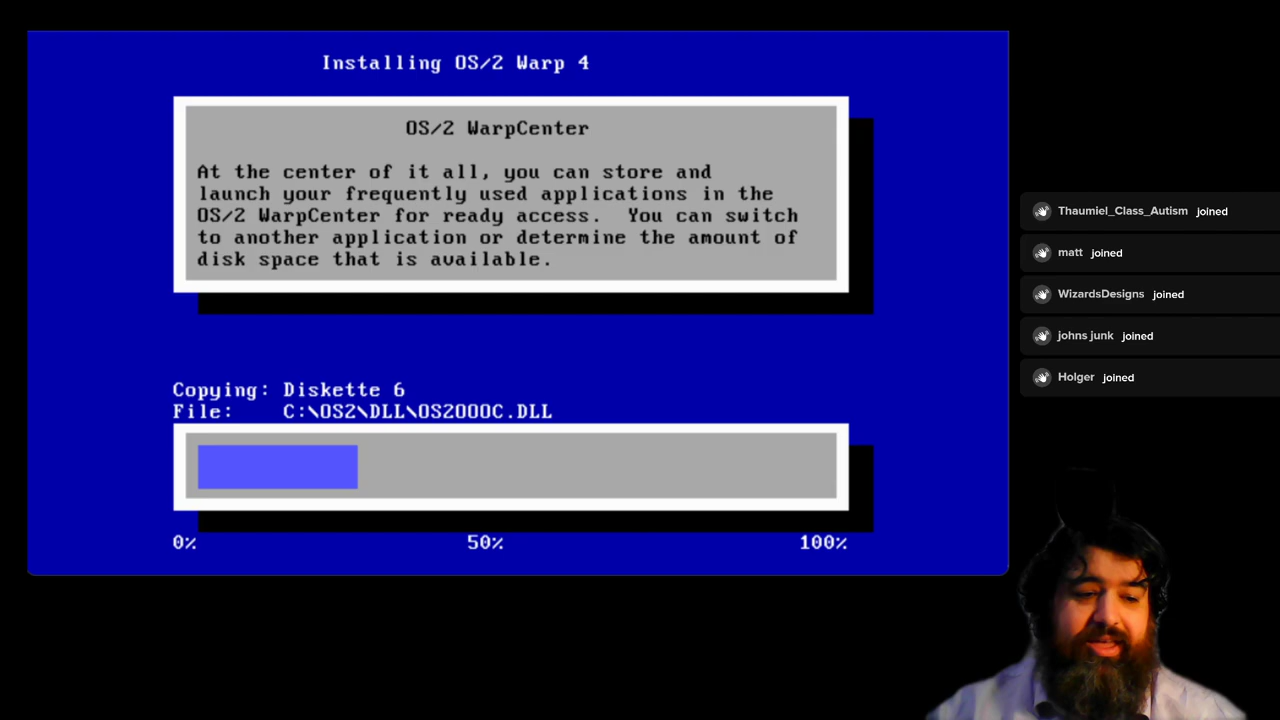 Installing OS/2 Warp 4
OS/2 WarpCenter
At the center of it all, you can store and
launch your frequently used applications in the
OS/2 WarpCenter for ready access.  You can switch
to another application or determine the amount of
disk space that is available.
Copying: Diskette 6
File:    C:\OS2\DLL\OS2OOOC.DLL
0% 50% 100%
Thaumiel_Class_Autism joined
matt joined
WizardsDesigns joined
johns junk joined
Holger joined